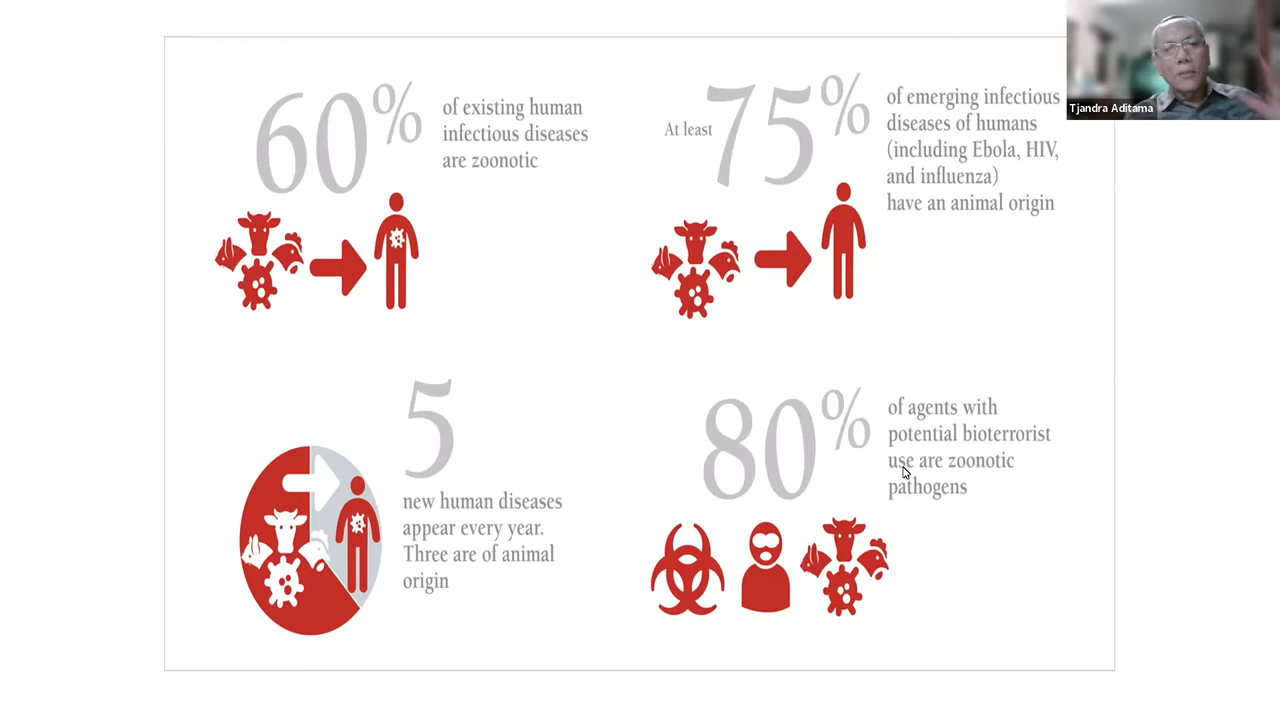 60%
of existing human
infectious diseases
are zoonotic
At least
75%
of emerging infectious
diseases of humans
(including Ebola, HIV,
and influenza)
have an animal origin
Tjandra Aditama
5
new human diseases
appear every year.
Three are of animal
origin
80%
of agents with
potential bioterrorist
use are zoonotic
pathogens